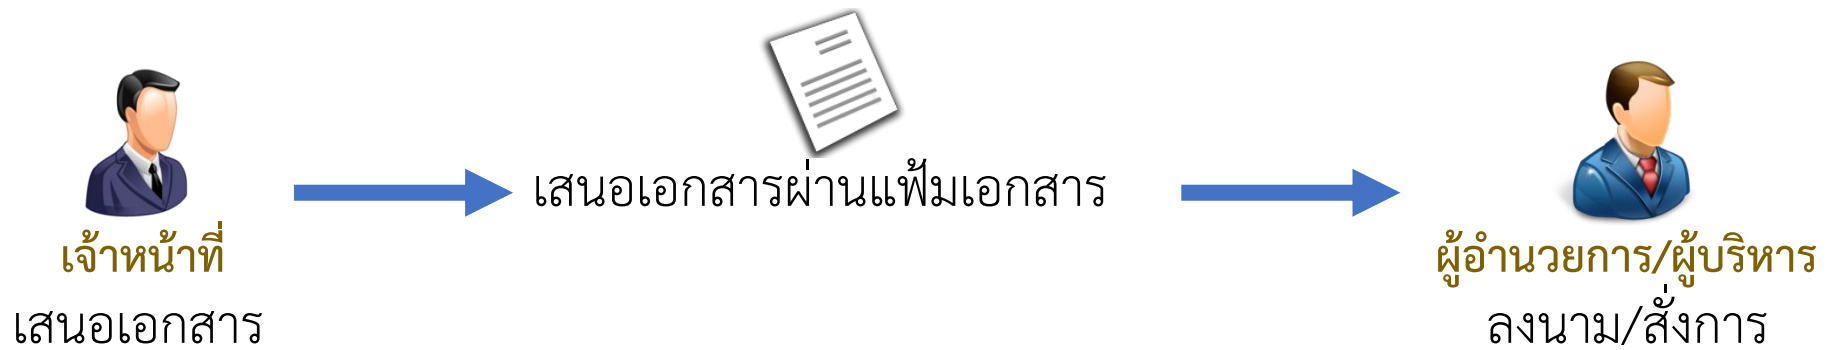 เสนอเอกสารผ่านแฟ้มเอกสาร
เจ้าหน้าที่
เสนอเอกสาร
ผู้อำนวยการ/ผู้บริหาร
ลงนาม/สั่งการ